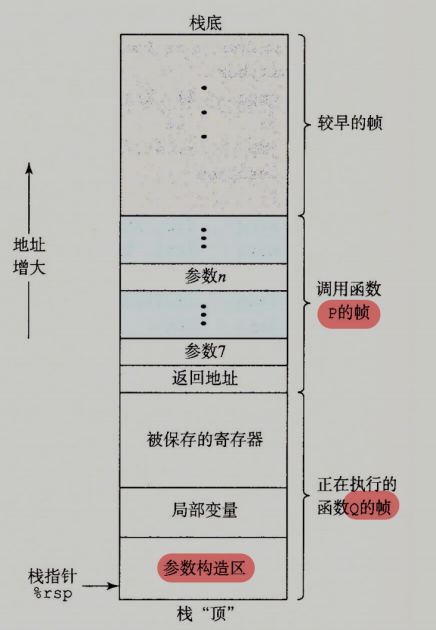 栈底
较早的帧
地址
增大
参数n
调用函数
P的帧
参数7
返回地址
被保存的寄存器
正在执行的
函数Q的帧
局部变量
参数构造区
栈指针
%rsp
栈“顶”